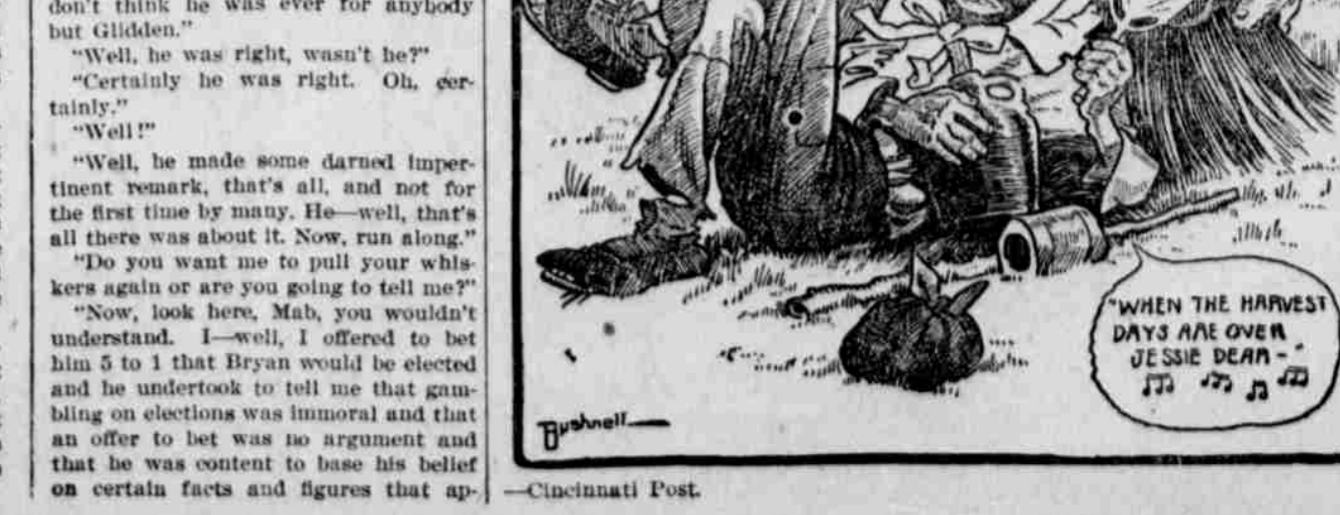 don't think he was ever for anybody
but Glidden."
"Well, he was right, wasn't he?"
"Certainly he was right. Oh, cer-
tainly."
"Well!"
"Well, he made some darned imper-
tinent remark, that's all, and not for
the first time by many. He—well, that's
all there was about it. Now, run along."
"Do you want me to pull your whis-
kers again or are you going to tell me?"
"Now, look here, Mab, you wouldn't
understand. I—well, I offered to bet
him 5 to 1 that Bryan would be elected
and he undertook to tell me that gam-
bling on elections was immoral and that
an offer to bet was no argument and
that he was content to base his belief
on certain facts and figures that ap-
"WHEN THE HARVEST
DAYS ARE OVER
JESSIE DEAR-"
Bushnell
—Cincinnati Post.